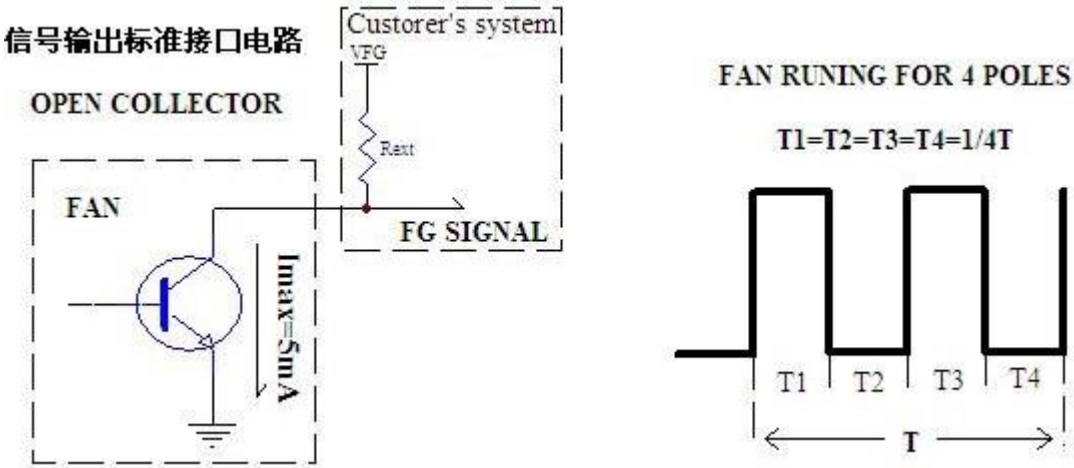 信号输出标准接口电路
OPEN COLLECTOR
FAN
Imax=5mA
Custorer's system
VFG
Rext
FG SIGNAL
FAN RUNING FOR 4 POLES
T1=T2=T3=T4=1/4T
T1 T2 T3 T4
T